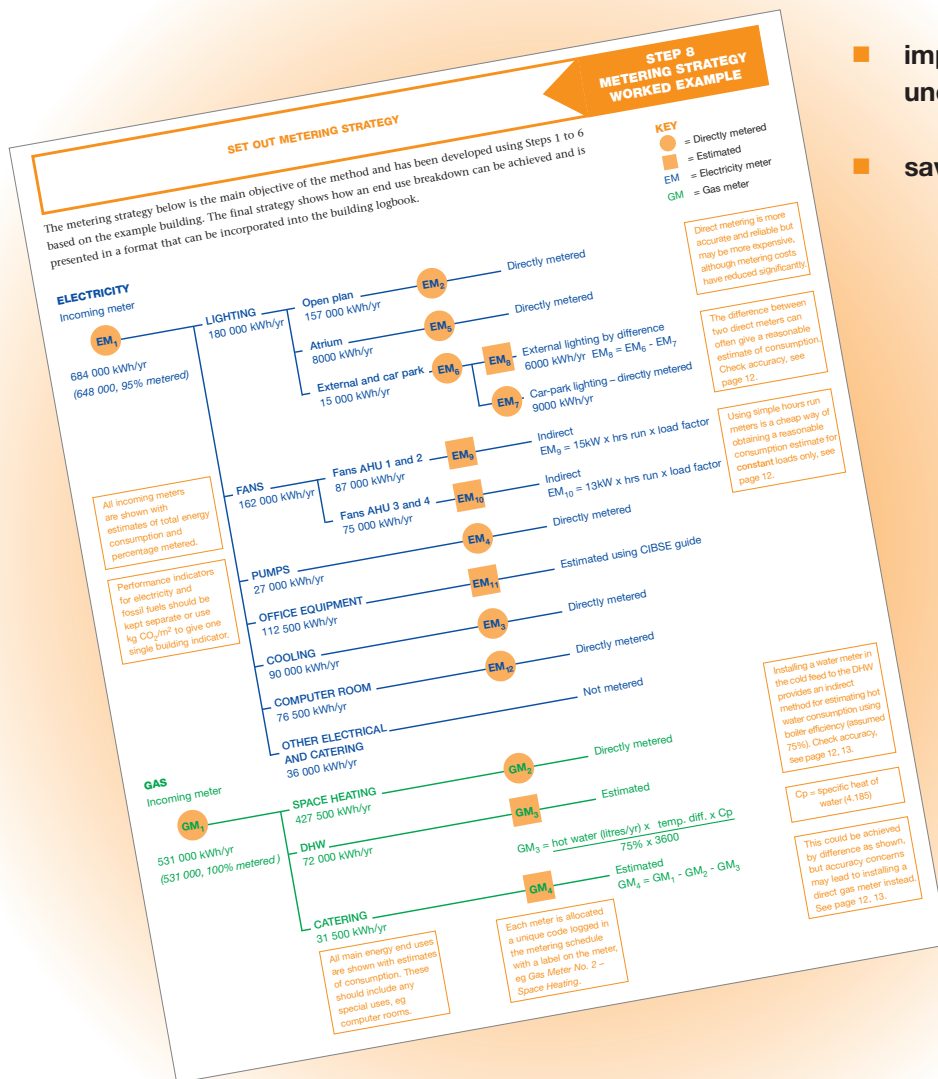 STEP 8
METERING STRATEGY
WORKED EXAMPLE
SET OUT METERING STRATEGY
The metering strategy below is the main objective of the method and has been developed using Steps 1 to 6
based on the example building. The final strategy shows how an end use breakdown can be achieved and is
presented in a format that can be incorporated into the building logbook.
KEY
= Directly metered
= Estimated
EM = Electricity meter
GM = Gas meter
ELECTRICITY
Incoming meter
EM₁
684 000 kWh/yr
(648 000, 95% metered)
LIGHTING
180 000 kWh/yr
Open plan
157 000 kWh/yr
EM₂
Directly metered
Atrium
8000 kWh/yr
EM₅
Directly metered
External and car park
15 000 kWh/yr
EM₆
EM₈
External lighting by difference
6000 kWh/yr EM₈ = EM₆ - EM₇
EM₇
Car-park lighting – directly metered
9000 kWh/yr
FANS
162 000 kWh/yr
Fans AHU 1 and 2
87 000 kWh/yr
EM₉
Indirect
EM₉ = 15kW x hrs run x load factor
Fans AHU 3 and 4
75 000 kWh/yr
EM₁₀
Indirect
EM₁₀ = 13kW x hrs run x load factor
PUMPS
27 000 kWh/yr
EM₄
Directly metered
OFFICE EQUIPMENT
112 500 kWh/yr
EM₁₁
Estimated using CIBSE guide
COOLING
90 000 kWh/yr
EM₃
Directly metered
COMPUTER ROOM
76 500 kWh/yr
EM₁₂
Directly metered
OTHER ELECTRICAL
AND CATERING
36 000 kWh/yr
Not metered
All incoming meters
are shown with
estimates of total energy
consumption and
percentage metered.
Performance indicators
for electricity and
fossil fuels should be
kept separate or use
kg CO₂/m² to give one
single building indicator.
Direct metering is more
accurate and reliable but
may be more expensive,
although metering costs
have reduced significantly.
The difference between
two direct meters can
often give a reasonable
estimate of consumption.
Check accuracy, see
page 12.
Using simple hours run
meters is a cheap way of
obtaining a reasonable
consumption estimate for
constant loads only, see
page 12.
GAS
Incoming meter
GM₁
531 000 kWh/yr
(531 000, 100% metered)
SPACE HEATING
427 500 kWh/yr
GM₂
Directly metered
DHW
72 000 kWh/yr
GM₃
Estimated
GM₃ = hot water (litres/yr) x temp. diff. x Cp
75% x 3600
CATERING
31 500 kWh/yr
GM₄
Estimated
GM₄ = GM₁ - GM₂ - GM₃
Installing a water meter in
the cold feed to the DHW
provides an indirect
method for estimating hot
water consumption using
boiler efficiency (assumed
75%). Check accuracy,
see page 12, 13.
Cp = specific heat of
water (4.185)
This could be achieved
by difference as shown,
but accuracy concerns
may lead to installing a
direct gas meter instead.
See page 12, 13.
All main energy end uses
are shown with estimates
of consumption. These
should include any
special uses, eg
computer rooms.
Each meter is allocated
a unique code logged in
the metering schedule
with a label on the meter,
eg Gas Meter No. 2 –
Space Heating.